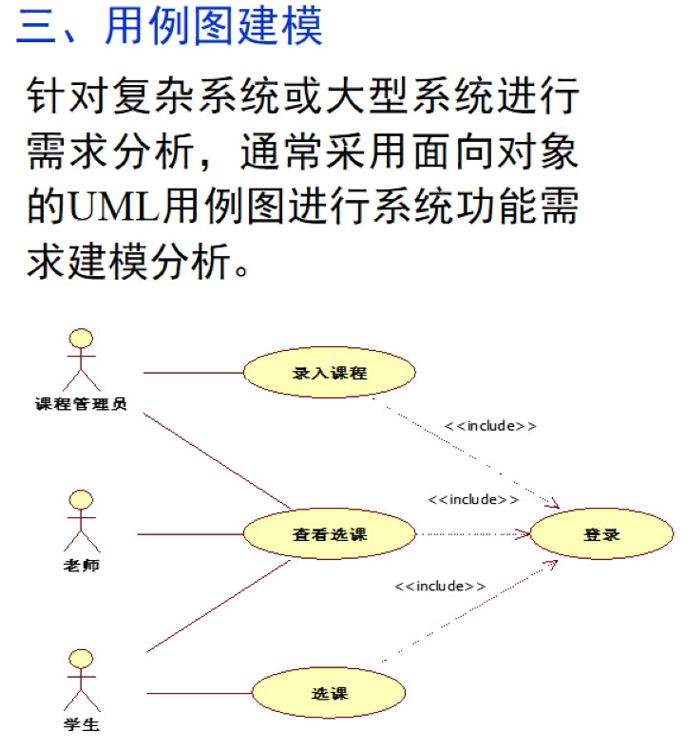 三、用例图建模
针对复杂系统或大型系统进行
需求分析，通常采用面向对象
的UML用例图进行系统功能需
求建模分析。
录入课程
课程管理员
<<include>>
<<include>>
查看选课
登录
老师
<<include>>
选课
学生